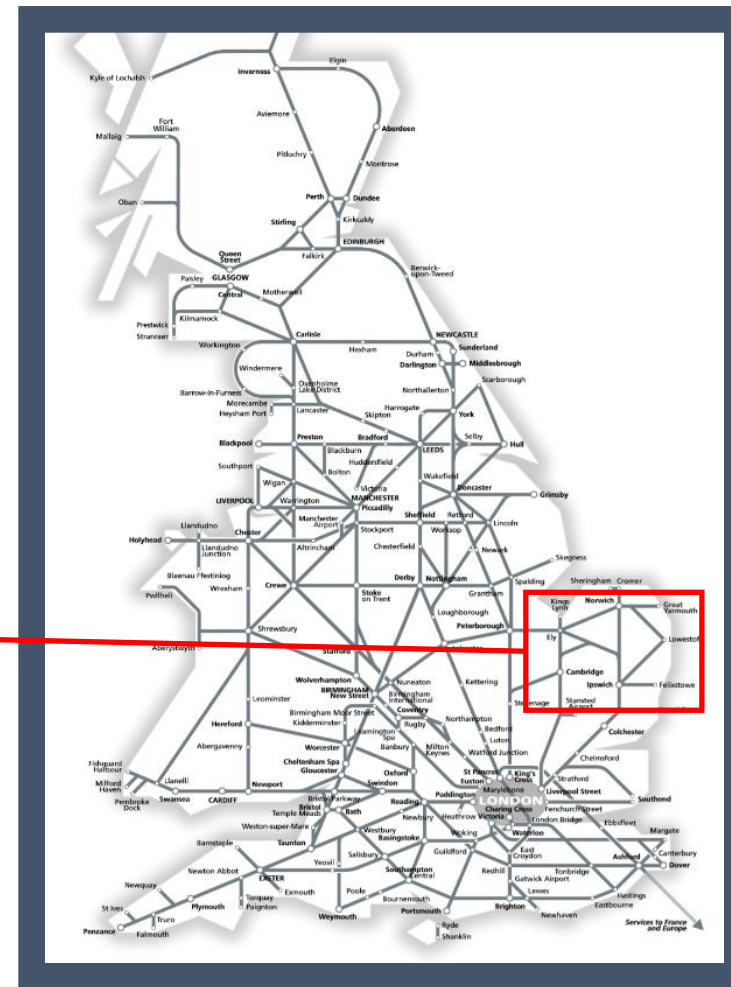 Elgin
Kyle of Lochalsh
Inverness
Aviemore
Fort
William
Mallaig
Aberdeen
Pitlochry
Montrose
Oban
Perth
Dundee
Stirling
Kirkcaldy
EDINBURGH
Queen
Street
Falkirk
GLASGOW
Central
Paisley
Motherwell
Berwick-
upon-Tweed
Prestwick
Kilmarnock
Stranraer
Carlisle
NEWCASTLE
Workington
Hexham
Durham
Sunderland
Darlington
Middlesbrough
Windermere
Oxenholme
Lake District
Northallerton
Scarborough
Barrow-in-Furness
Morecambe
Heysham Port
Lancaster
Harrogate
Skipton
York
Blackpool
Preston
Bradford
Selby
Hull
Blackburn
LEEDS
Southport
Huddersfield
Bolton
Wakefield
Wigan
Victoria
Doncaster
Grimsby
LIVERPOOL
Warrington
MANCHESTER
Piccadilly
Manchester
Airport
Sheffield
Retford
Lincoln
Llandudno
Chester
Stockport
Worksop
Holyhead
Llandudno
Junction
Altrincham
Chesterfield
Newark
Skegness
Blaenau Ffestiniog
Wrexham
Crewe
Stoke
on Trent
Derby
Nottingham
Grantham
Spalding
Sheringham
Cromer
Pwllheli
Loughborough
Kings
Lynn
Norwich
Great
Yarmouth
Shrewsbury
Peterborough
Ely
Lowestof
Aberystwyth
Stafford
Wolverhampton
BIRMINGHAM
New Street
Nuneaton
Birmingham
International
Kettering
Cambridge
Ipswich
Felixstowe
Leominster
Birmingham Moor Street
Kidderminster
Coventry
Rugby
Northampton
Stevenage
Stansted
Airport
Hereford
Leamington
Spa
Bedford
Colchester
Abergavenny
Worcester
Banbury
Milton
Keynes
Luton
Watford Junction
Chelmsford
Cheltenham Spa
Gloucester
Fishguard
Harbour
Milford
Haven
Llanelli
Oxford
Swindon
St Pancras
Euston
King's
Cross
Stratford
Marylebone
Liverpool Street
Pembroke
Dock
Swansea
CARDIFF
Newport
Bristol Parkway
Reading
Paddington
LONDON
Southend
Bristol
Temple Meads
Bath
Newbury
Heathrow
Victoria
Charing Cross
Fenchurch Street
London Bridge
Ebbsfleet
Weston-super-Mare
Westbury
Basingstoke
Woking
Waterloo
Margate
Barnstaple
Taunton
Salisbury
Guildford
East
Croydon
Canterbury
Newton Abbot
Yeovil
Southampton
Central
Redhill
Gatwick Airport
Tonbridge
Ashford
Dover
Newquay
EXETER
Exmouth
Poole
Bournemouth
Lewes
Hastings
St Ives
Plymouth
Torquay
Paignton
Weymouth
Portsmouth
Brighton
Newhaven
Eastbourne
Truro
Penzance
Falmouth
Ryde
Shanklin
Services to France
and Europe